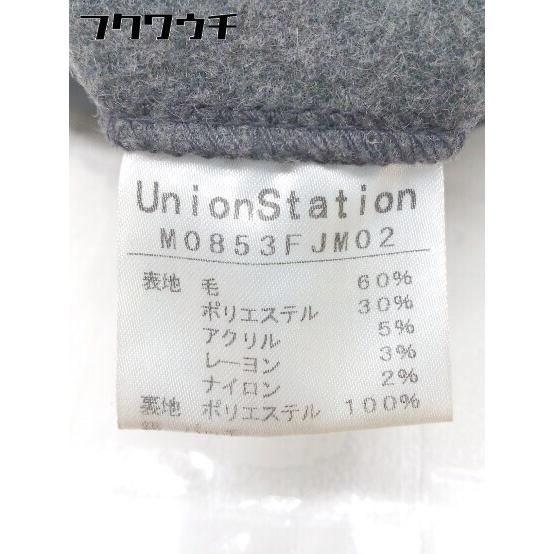 フクワウチ
UnionStation
M0853FJM02
表地 毛 60%
ポリエステル 30%
アクリル 5%
レーヨン 3%
ナイロン 2%
裏地 ポリエステル 100%